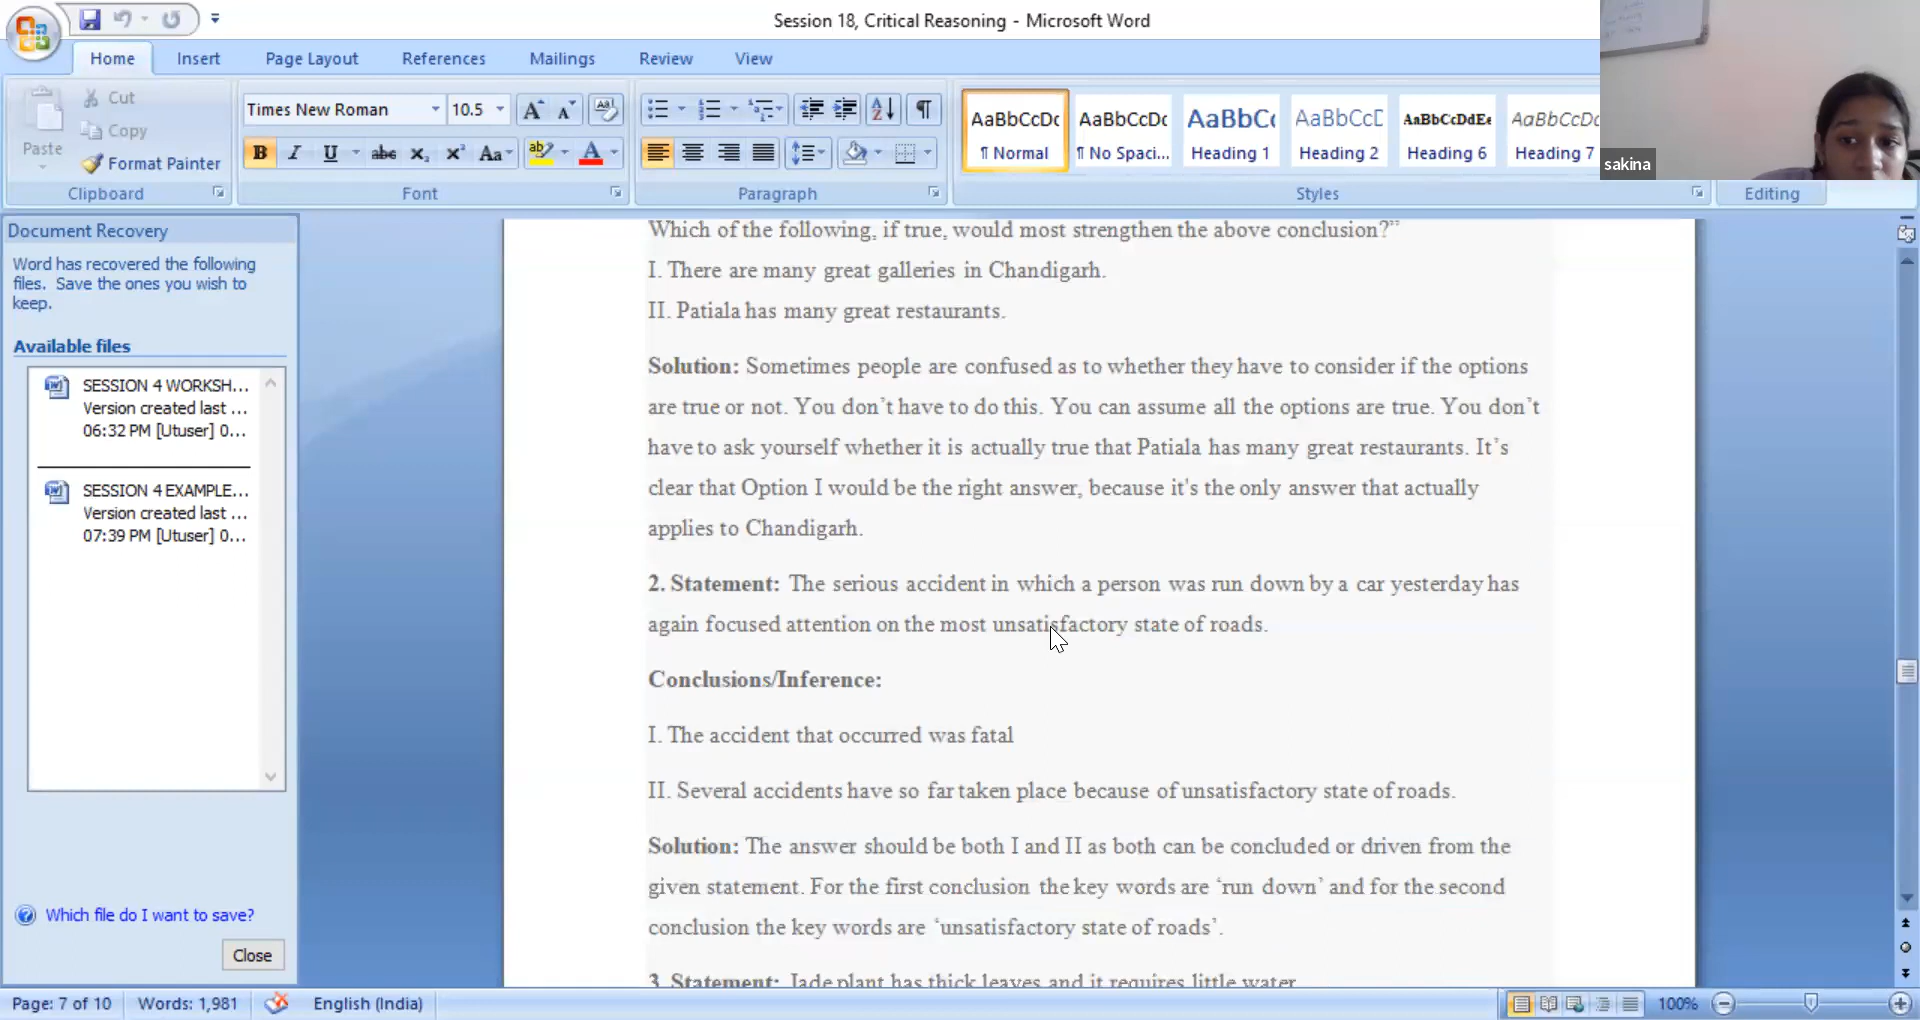 Session 18, Critical Reasoning - Microsoft Word
Home Insert Page Layout References Mailings Review View
Cut
Copy
Paste
Format Painter
Clipboard
Times New Roman 10.5
Font
Paragraph
AaBbCcDc AaBbCcDc AaBbCc AaBbCcD AaBbCcDdEe AaBbCcDc
¶ Normal ¶ No Spaci... Heading 1 Heading 2 Heading 6 Heading 7
Styles
Editing
sakina
Document Recovery
Word has recovered the following
files. Save the ones you wish to
keep.
Available files
SESSION 4 WORKSH...
Version created last ...
06:32 PM [Utuser] 0...
SESSION 4 EXAMPLE...
Version created last ...
07:39 PM [Utuser] 0...
Which file do I want to save?
Close
Which of the following, if true, would most strengthen the above conclusion?”
I. There are many great galleries in Chandigarh.
II. Patiala has many great restaurants.
Solution: Sometimes people are confused as to whether they have to consider if the options
are true or not. You don’t have to do this. You can assume all the options are true. You don’t
have to ask yourself whether it is actually true that Patiala has many great restaurants. It’s
clear that Option I would be the right answer, because it's the only answer that actually
applies to Chandigarh.
2. Statement: The serious accident in which a person was run down by a car yesterday has
again focused attention on the most unsatisfactory state of roads.
Conclusions/Inference:
I. The accident that occurred was fatal
II. Several accidents have so far taken place because of unsatisfactory state of roads.
Solution: The answer should be both I and II as both can be concluded or driven from the
given statement. For the first conclusion the key words are ‘run down’ and for the second
conclusion the key words are ‘unsatisfactory state of roads’.
3. Statement: Jade plant has thick leaves and it requires little water
Page: 7 of 10 Words: 1,981 English (India) 100%